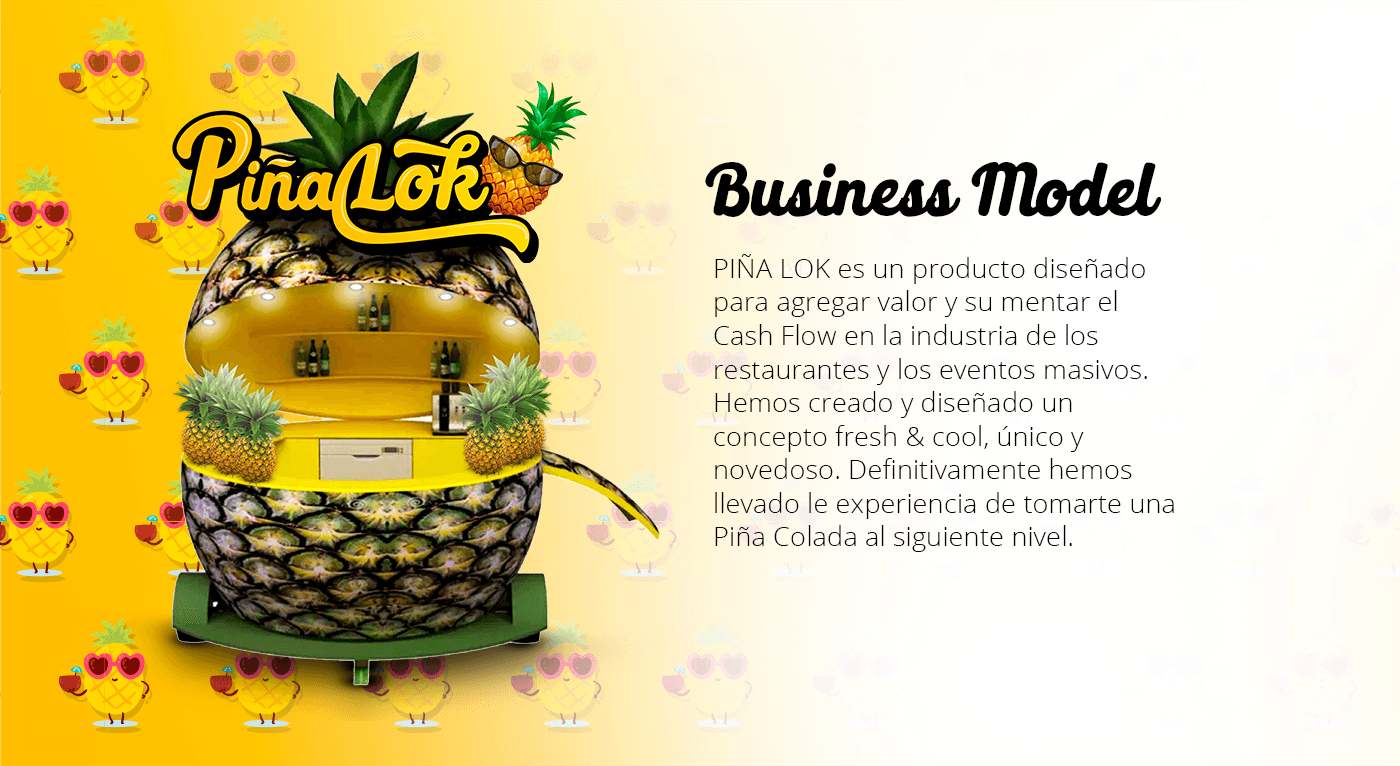 Piña Lok
Business Model
PIÑA LOK es un producto diseñado
para agregar valor y su mentar el
Cash Flow en la industria de los
restaurantes y los eventos masivos.
Hemos creado y diseñado un
concepto fresh & cool, único y
novedoso. Definitivamente hemos
llevado le experiencia de tomarte una
Piña Colada al siguiente nivel.